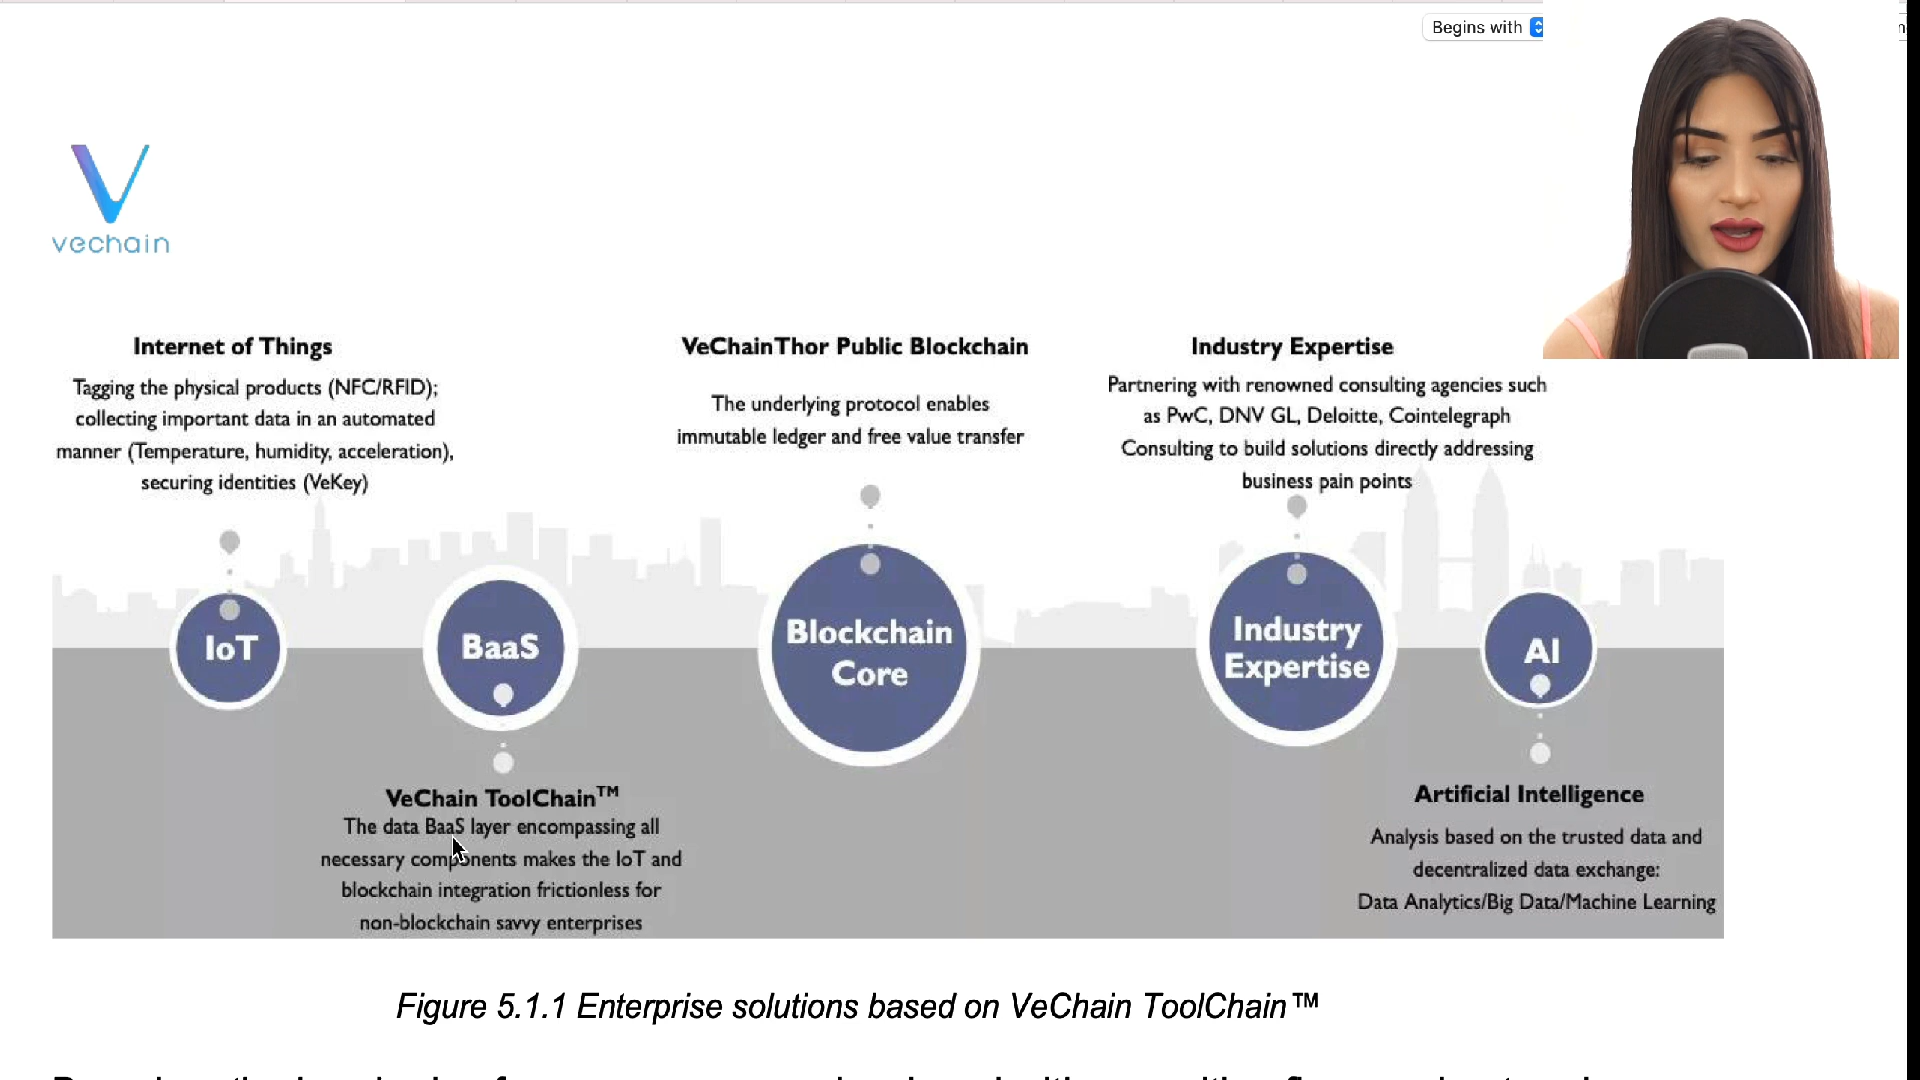 Begins with
vechain
Internet of Things
Tagging the physical products (NFC/RFID);
collecting important data in an automated
manner (Temperature, humidity, acceleration),
securing identities (VeKey)
VeChainThor Public Blockchain
The underlying protocol enables
immutable ledger and free value transfer
Industry Expertise
Partnering with renowned consulting agencies such
as PwC, DNV GL, Deloitte, Cointelegraph
Consulting to build solutions directly addressing
business pain points
IoT
BaaS
Blockchain
Core
Industry
Expertise
AI
VeChain ToolChain™
The data BaaS layer encompassing all
necessary components makes the IoT and
blockchain integration frictionless for
non-blockchain savvy enterprises
Artificial Intelligence
Analysis based on the trusted data and
decentralized data exchange:
Data Analytics/Big Data/Machine Learning
Figure 5.1.1 Enterprise solutions based on VeChain ToolChain™